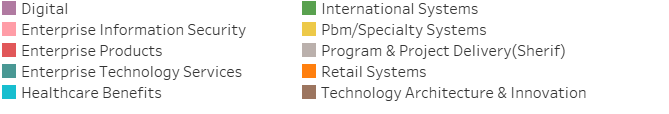 Digital
Enterprise Information Security
Enterprise Products
Enterprise Technology Services
Healthcare Benefits
International Systems
Pbm/Specialty Systems
Program & Project Delivery(Sherif)
Retail Systems
Technology Architecture & Innovation